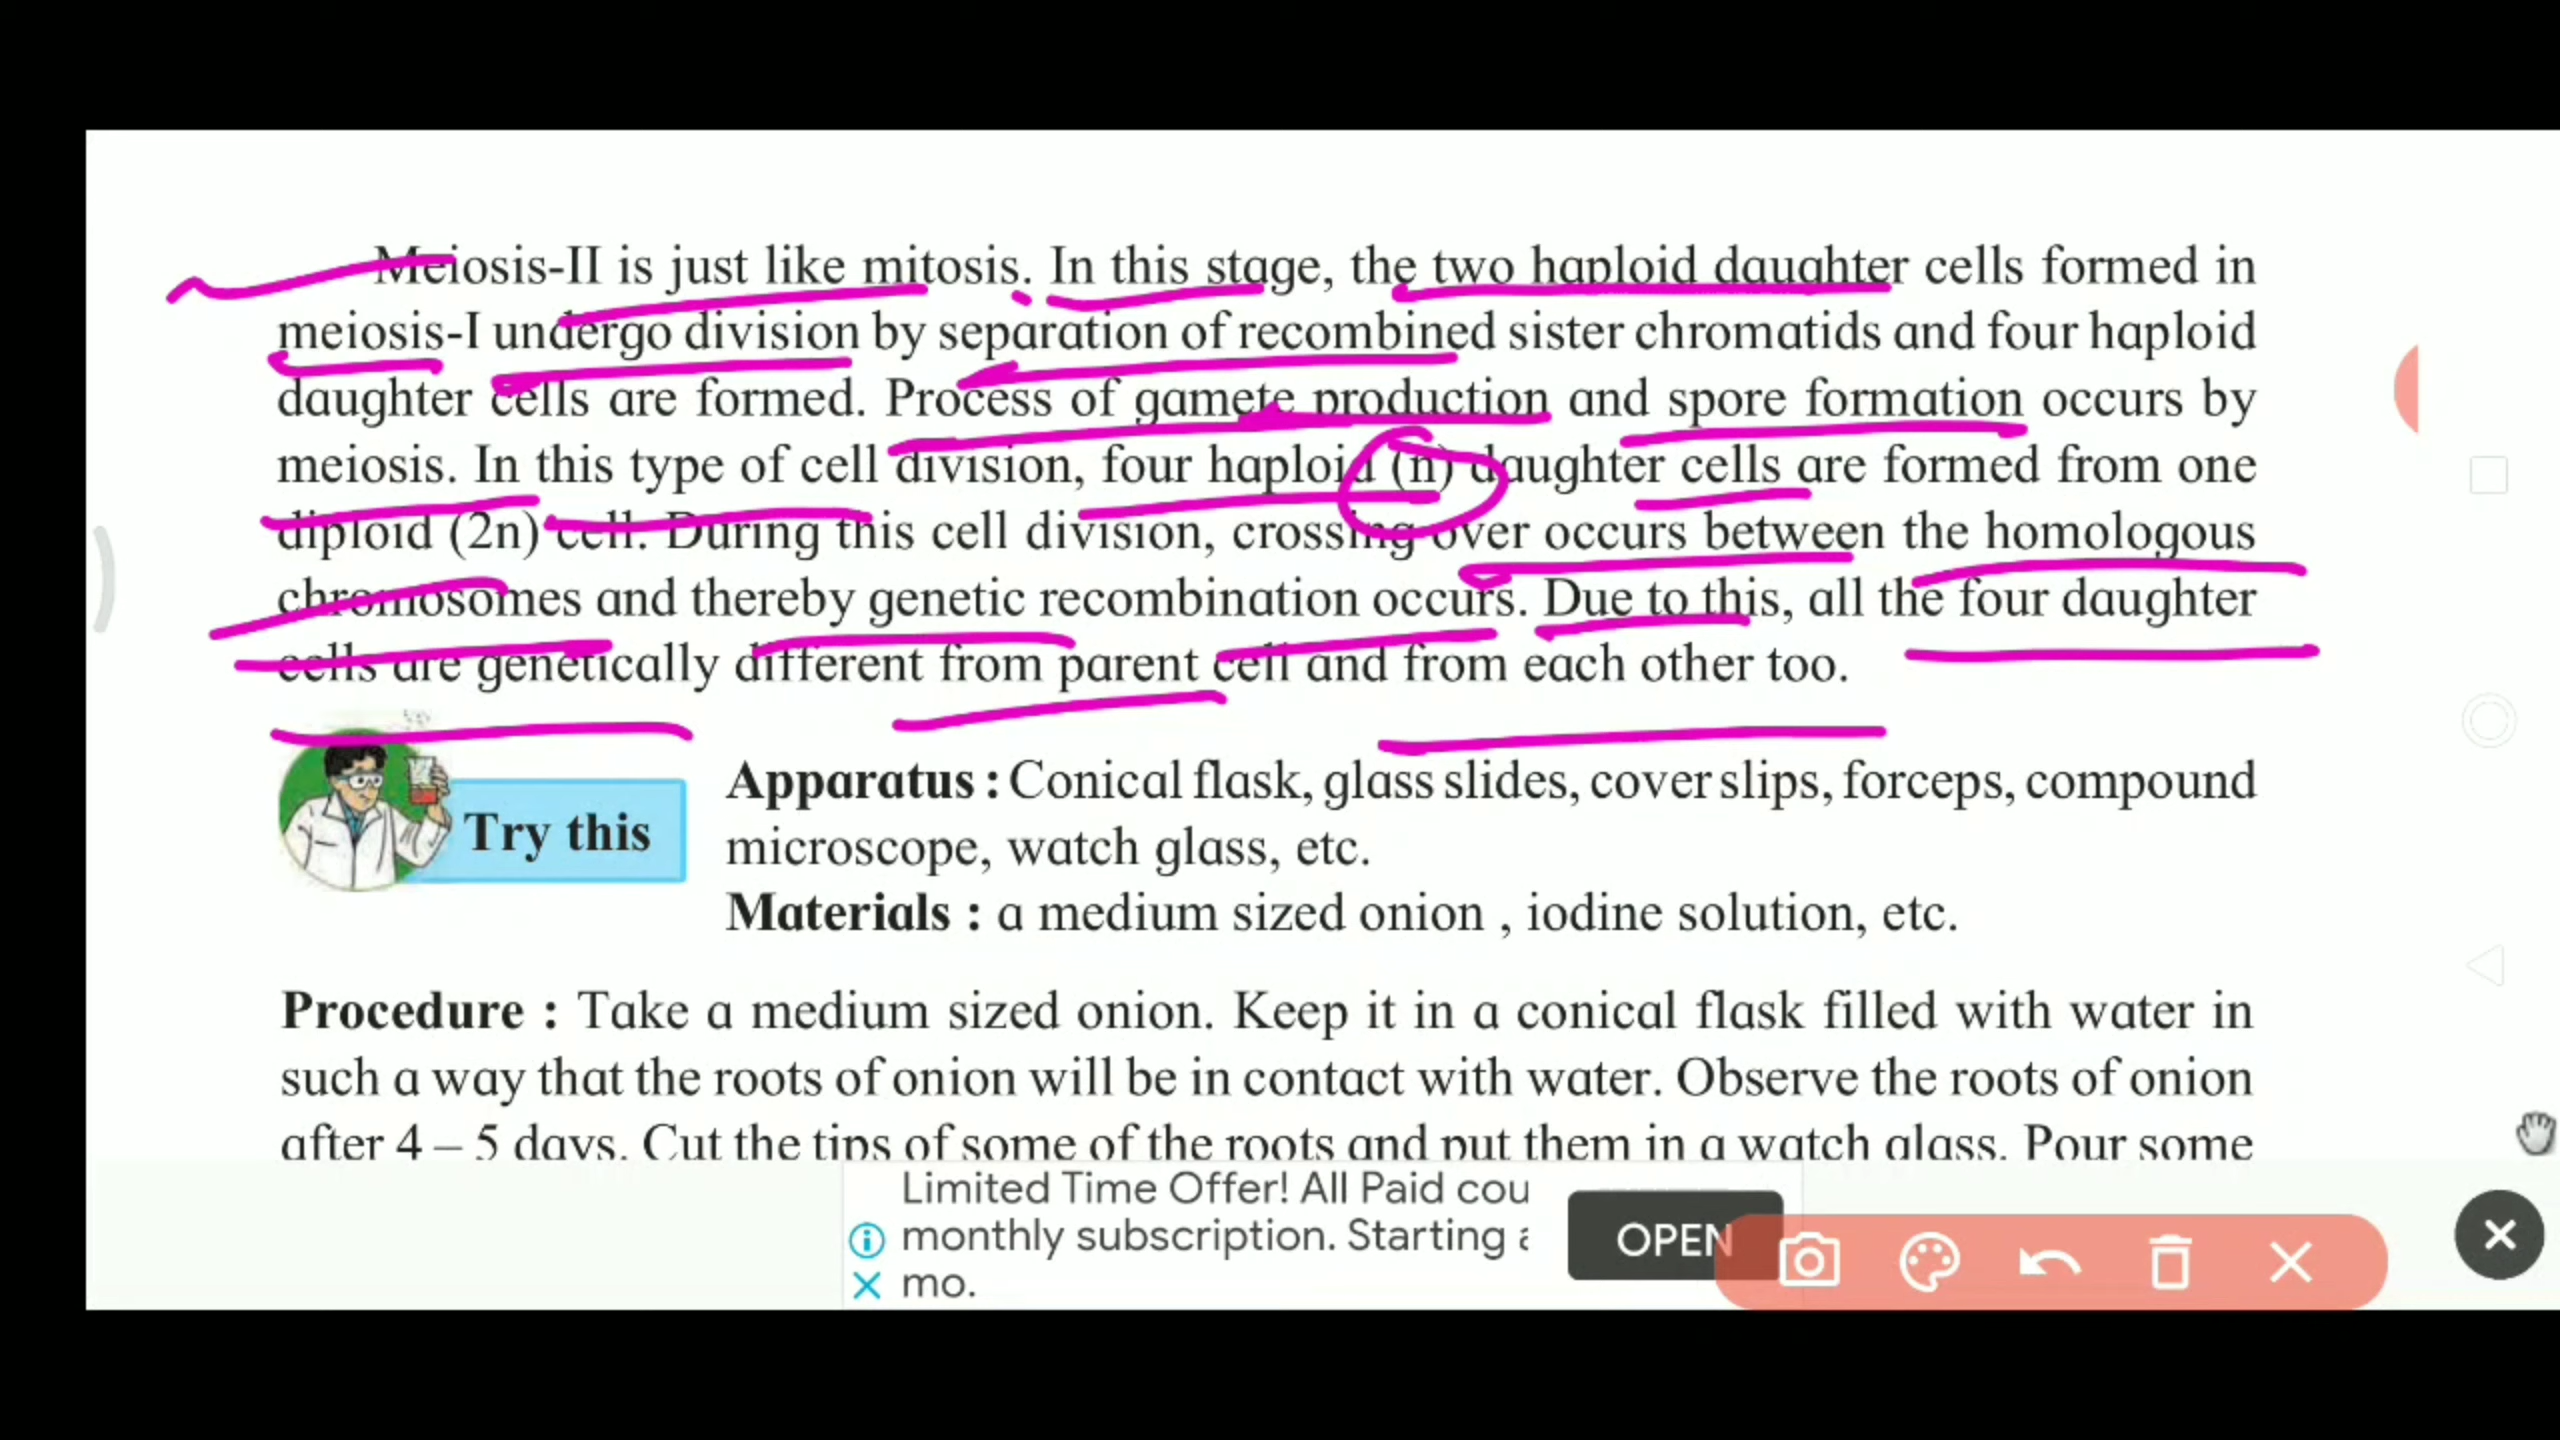 Meiosis-II is just like mitosis. In this stage, the two haploid daughter cells formed in
meiosis-I undergo division by separation of recombined sister chromatids and four haploid
daughter cells are formed. Process of gamete production and spore formation occurs by
meiosis. In this type of cell division, four haploid (n) daughter cells are formed from one
diploid (2n) cell. During this cell division, crossing over occurs between the homologous
chromosomes and thereby genetic recombination occurs. Due to this, all the four daughter
cells are genetically different from parent cell and from each other too.
Try this
Apparatus : Conical flask, glass slides, cover slips, forceps, compound
microscope, watch glass, etc.
Materials : a medium sized onion , iodine solution, etc.
Procedure : Take a medium sized onion. Keep it in a conical flask filled with water in
such a way that the roots of onion will be in contact with water. Observe the roots of onion
after 4 – 5 days. Cut the tips of some of the roots and put them in a watch glass. Pour some
Limited Time Offer! All Paid cou
monthly subscription. Starting
mo.
OPEN